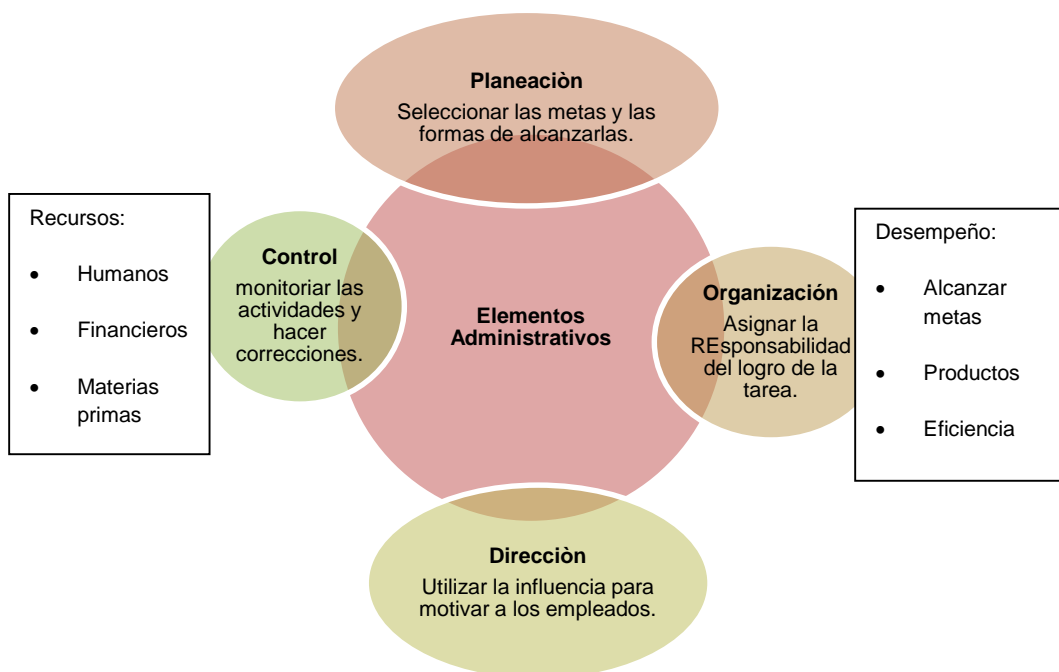 Planeaciòn
Seleccionar las metas y las
formas de alcanzarlas.
Recursos:
• Humanos
• Financieros
• Materias
primas
Control
monitoriar las
actividades y
hacer
correcciones.
Elementos
Administrativos
Organización
Asignar la
REsponsabilidad
del logro de la
tarea.
Desempeño:
• Alcanzar
metas
• Productos
• Eficiencia
Direcciòn
Utilizar la influencia para
motivar a los empleados.